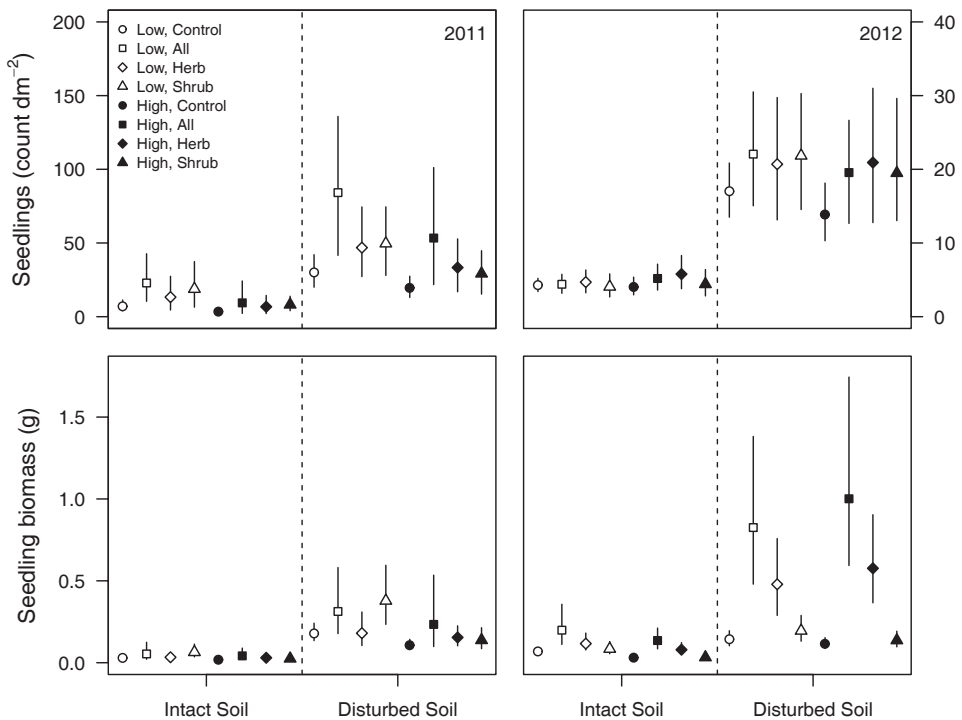 200
150
100
50
0
Seedlings (count dm⁻²)
Low, Control
Low, All
Low, Herb
Low, Shrub
High, Control
High, All
High, Herb
High, Shrub
2011
2012
40
30
20
10
0
1.5
1.0
0.5
0.0
Seedling biomass (g)
Intact Soil
Disturbed Soil
Intact Soil
Disturbed Soil